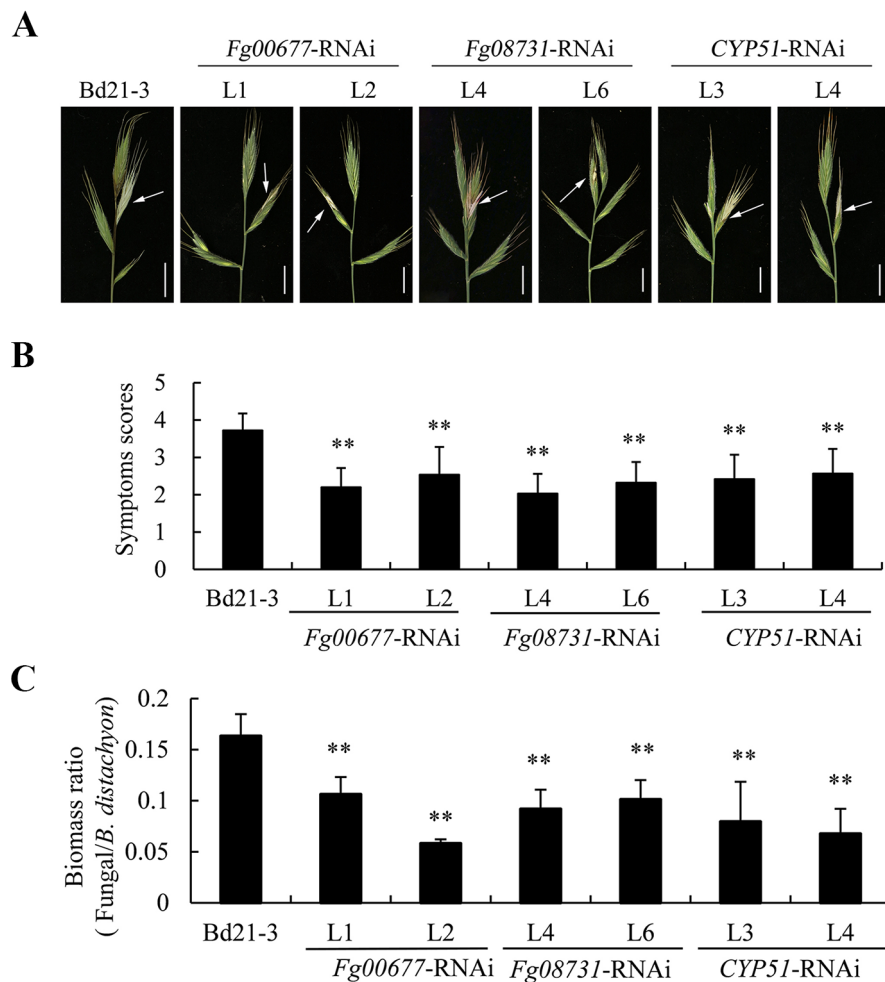 A
Fg00677-RNAi Fg08731-RNAi CYP51-RNAi
Bd21-3 L1 L2 L4 L6 L3 L4
B
Symptoms scores
5
4
3
2
1
0
** ** ** ** ** **
Bd21-3 L1 L2 L4 L6 L3 L4
Fg00677-RNAi Fg08731-RNAi CYP51-RNAi
C
Biomass ratio
( Fungal/B. distachyon)
0.2
0.15
0.1
0.05
0
** ** ** ** ** **
Bd21-3 L1 L2 L4 L6 L3 L4
Fg00677-RNAi Fg08731-RNAi CYP51-RNAi